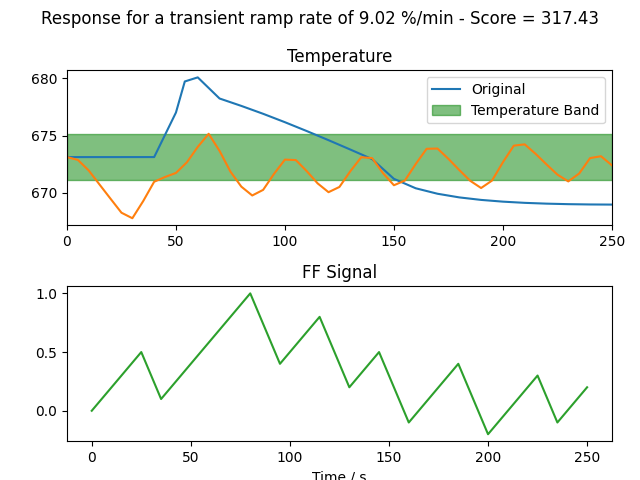 Response for a transient ramp rate of 9.02 %/min - Score = 317.43
Temperature
680
675
670
Original
Temperature Band
0 50 100 150 200 250
FF Signal
1.0
0.5
0.0
0 50 100 150 200 250
Time / s